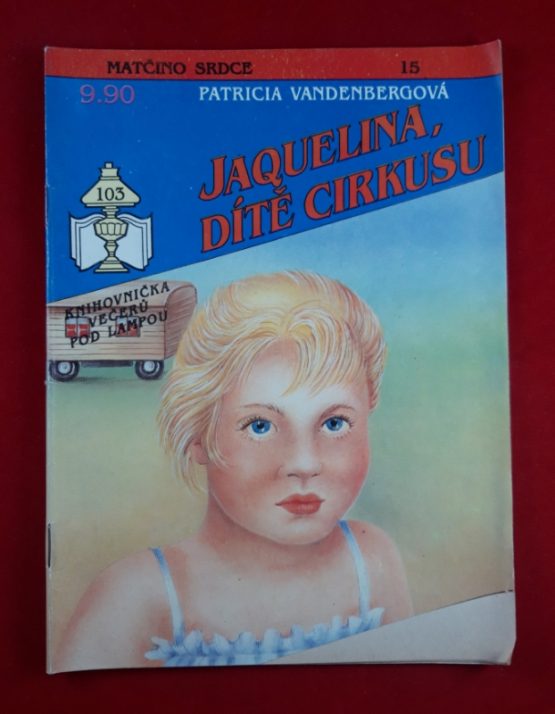 MATČINO SRDCE 15
9.90 PATRICIA VANDENBERGOVÁ
JAQUELINA,
DÍTĚ CIRKUSU
103
KNIHOVNIČKA
VEČERŮ
POD LAMPOU